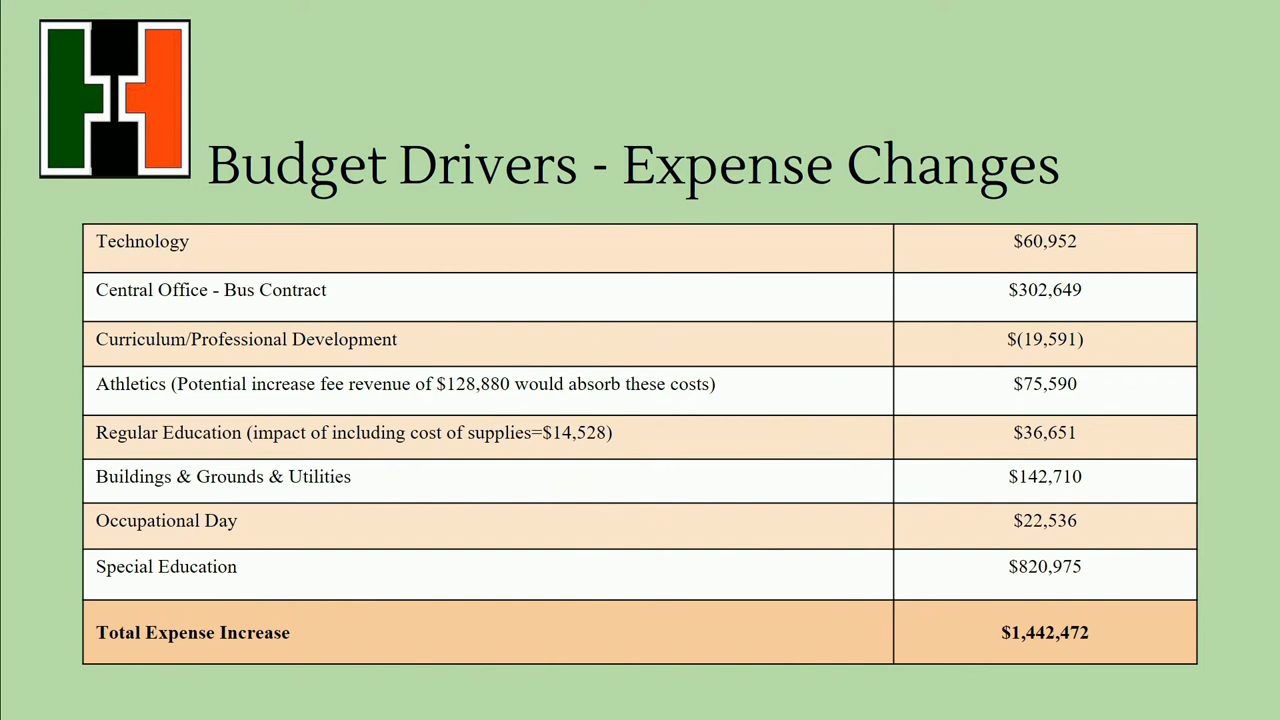 Budget Drivers - Expense Changes
Technology $60,952
Central Office - Bus Contract $302,649
Curriculum/Professional Development $(19,591)
Athletics (Potential increase fee revenue of $128,880 would absorb these costs) $75,590
Regular Education (impact of including cost of supplies=$14,528) $36,651
Buildings & Grounds & Utilities $142,710
Occupational Day $22,536
Special Education $820,975
Total Expense Increase $1,442,472